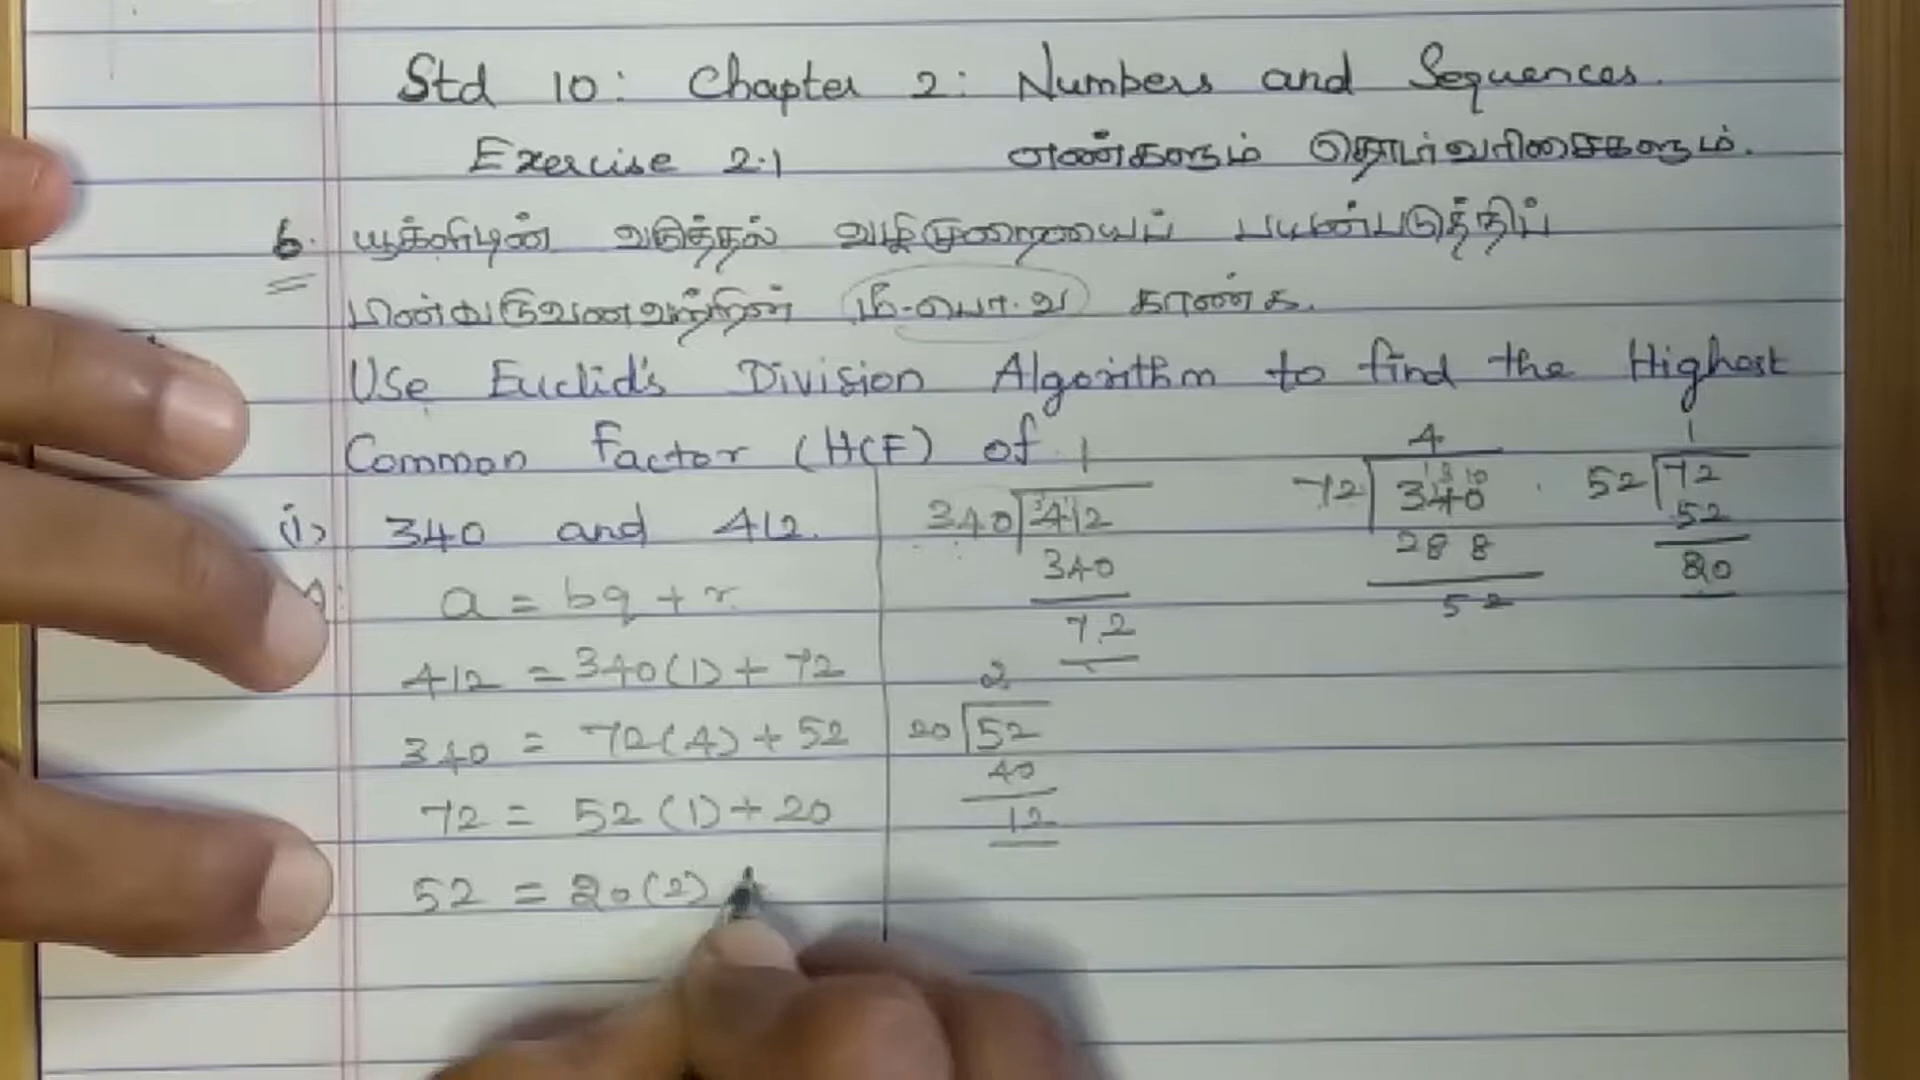 Std 10: Chapter 2: Numbers and Sequences.
Exercise 2.1 எண்களும் தொடர்வரிசைகளும்.
6. யூக்ளிடின் வகுத்தல் வழிமுறையைப் பயன்படுத்திப்
பின்வருவனவற்றின் மீ.பொ.வ காண்க.
Use Euclid's Division Algorithm to find the Highest
Common Factor (HCF) of
(i) 340 and 412.
a = bq + r
412 = 340(1) + 72
340 = 72(4) + 52
72 = 52(1) + 20
52 = 20(2)
1
340 412
340
72
4
72 340
288
52
1
52 72
52
20
2
20 52
40
12